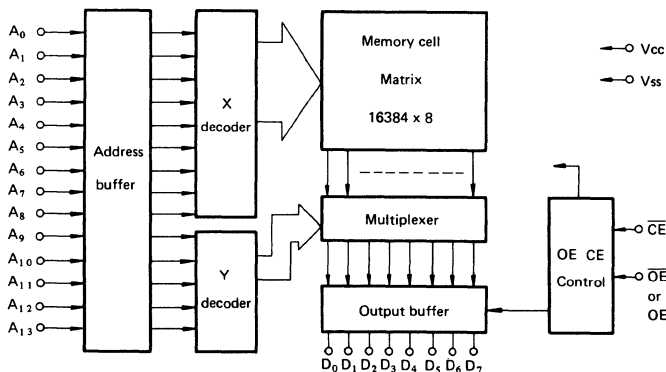 A0
A1
A2
A3
A4
A5
A6
A7
A8
A9
A10
A11
A12
A13
Address
buffer
X
decoder
Y
decoder
Memory cell
Matrix
16384 x 8
Multiplexer
Output buffer
D0 D1 D2 D3 D4 D5 D6 D7
Vcc
Vss
OE CE
Control
CE
OE
or
OE